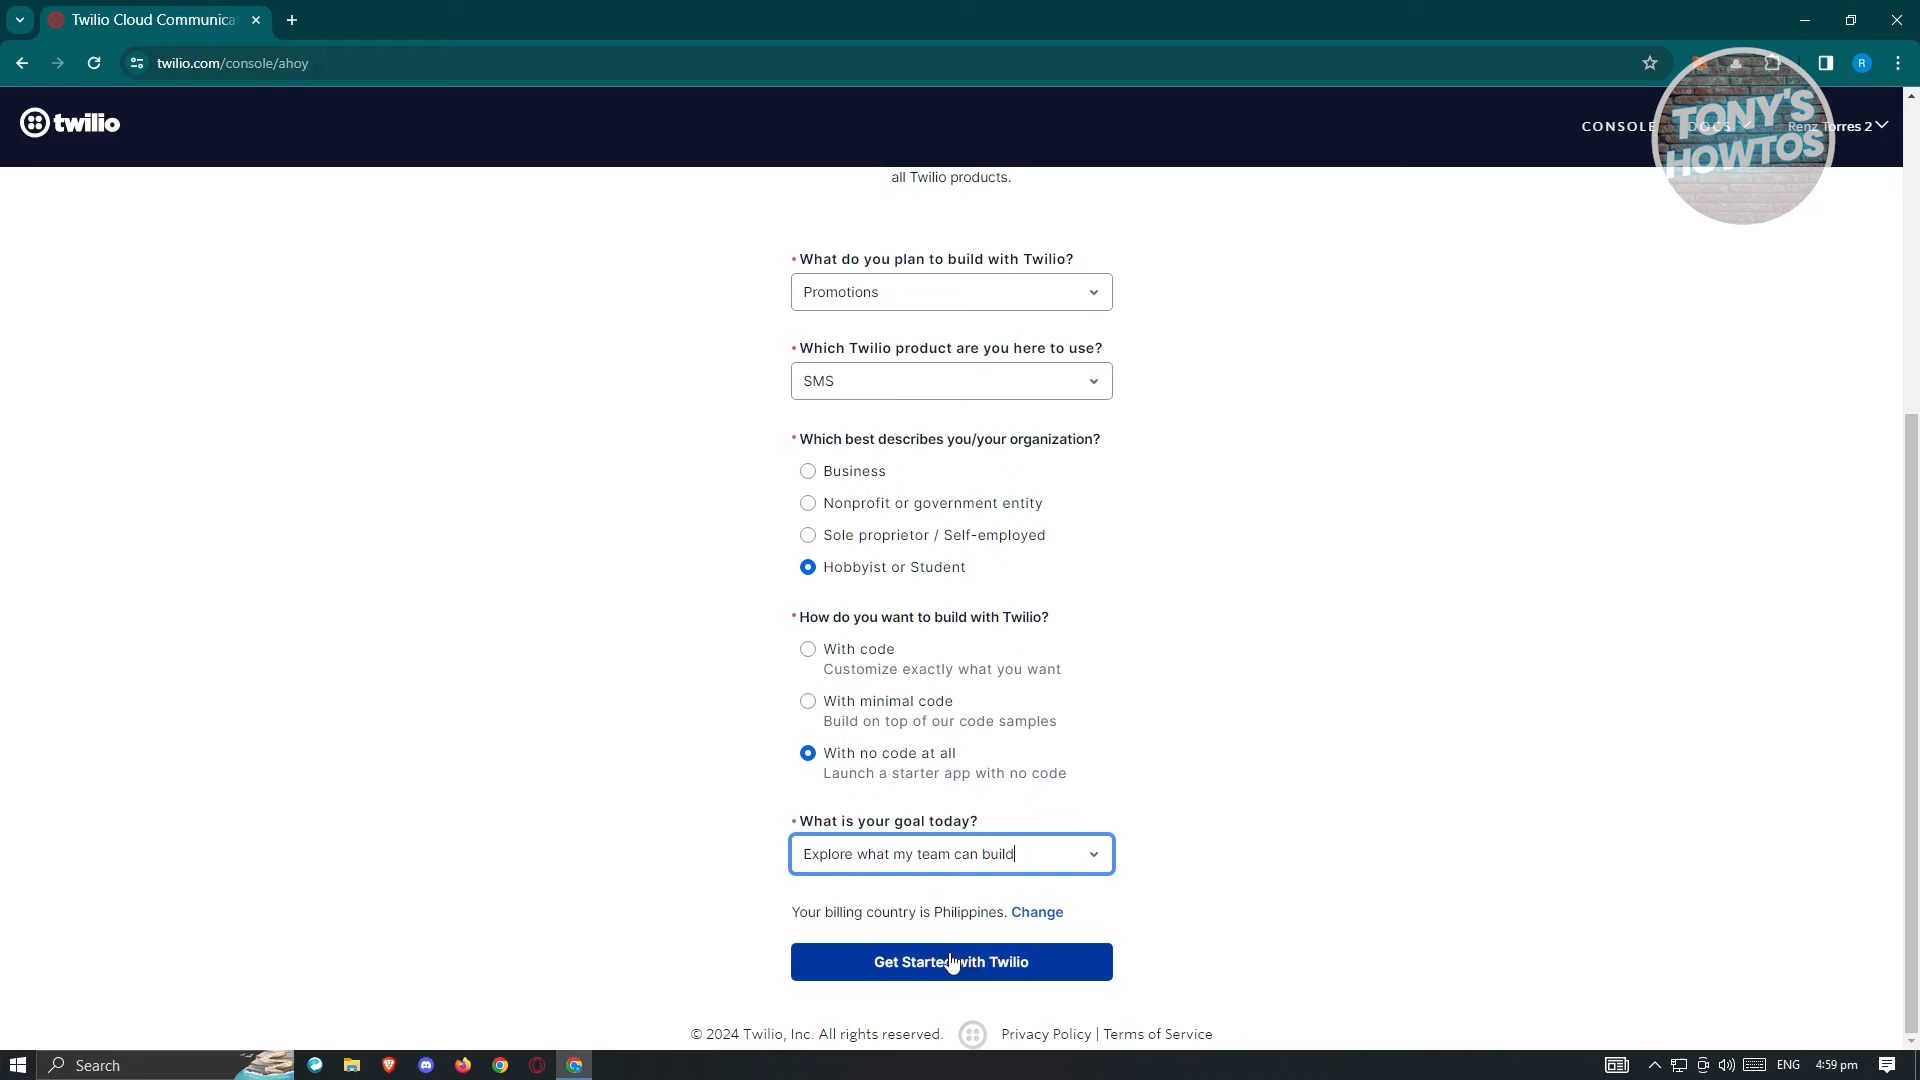 Twilio Cloud Communica
twilio.com/console/ahoy
R
twilio
CONSOLE
DOCS
Renz Torres 2
TONY'S
HOWTOS
all Twilio products.
• What do you plan to build with Twilio?
Promotions
• Which Twilio product are you here to use?
SMS
• Which best describes you/your organization?
Business
Nonprofit or government entity
Sole proprietor / Self-employed
Hobbyist or Student
• How do you want to build with Twilio?
With code
Customize exactly what you want
With minimal code
Build on top of our code samples
With no code at all
Launch a starter app with no code
• What is your goal today?
Explore what my team can build
Your billing country is Philippines. Change
Get Started with Twilio
© 2024 Twilio, Inc. All rights reserved. Privacy Policy | Terms of Service
Search
ENG
4:59 pm